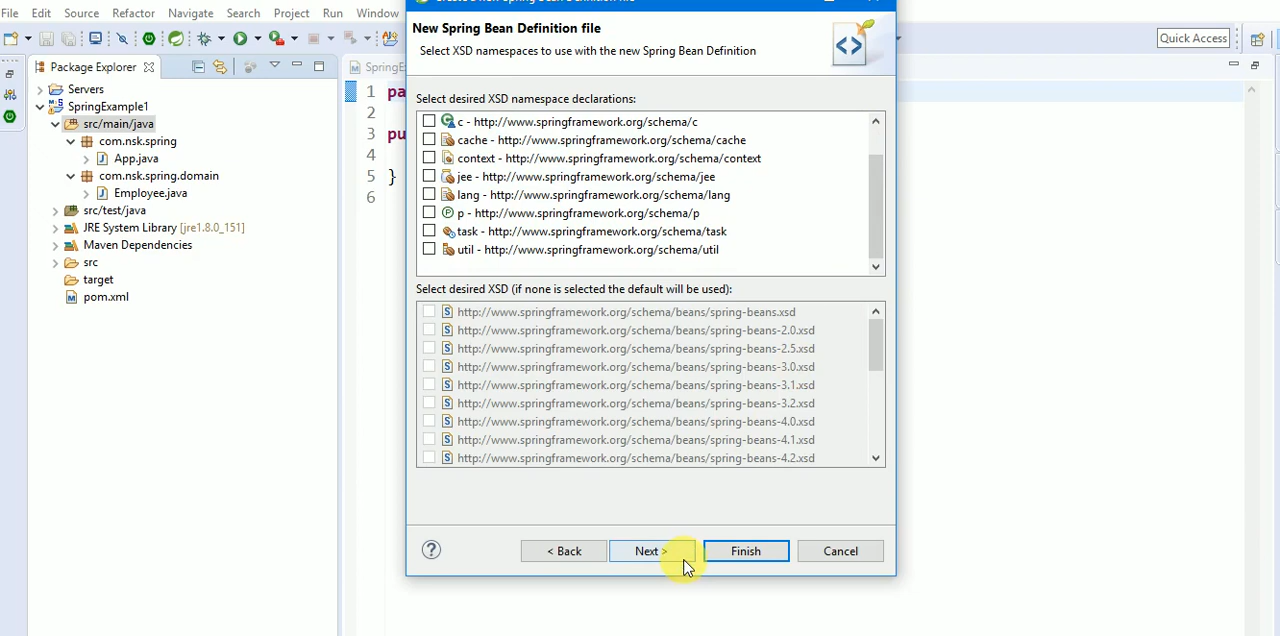 File Edit Source Refactor Navigate Search Project Run Window
New Spring Bean Definition file
Select XSD namespaces to use with the new Spring Bean Definition
Quick Access
Package Explorer
Servers
SpringExample1
src/main/java
com.nsk.spring
App.java
com.nsk.spring.domain
Employee.java
src/test/java
JRE System Library [jre1.8.0_151]
Maven Dependencies
src
target
pom.xml
SpringE
1 pa
2
3 pu
4
5 }
6
Select desired XSD namespace declarations:
c - http://www.springframework.org/schema/c
cache - http://www.springframework.org/schema/cache
context - http://www.springframework.org/schema/context
jee - http://www.springframework.org/schema/jee
lang - http://www.springframework.org/schema/lang
p - http://www.springframework.org/schema/p
task - http://www.springframework.org/schema/task
util - http://www.springframework.org/schema/util
Select desired XSD (if none is selected the default will be used):
http://www.springframework.org/schema/beans/spring-beans.xsd
http://www.springframework.org/schema/beans/spring-beans-2.0.xsd
http://www.springframework.org/schema/beans/spring-beans-2.5.xsd
http://www.springframework.org/schema/beans/spring-beans-3.0.xsd
http://www.springframework.org/schema/beans/spring-beans-3.1.xsd
http://www.springframework.org/schema/beans/spring-beans-3.2.xsd
http://www.springframework.org/schema/beans/spring-beans-4.0.xsd
http://www.springframework.org/schema/beans/spring-beans-4.1.xsd
http://www.springframework.org/schema/beans/spring-beans-4.2.xsd
< Back Next > Finish Cancel